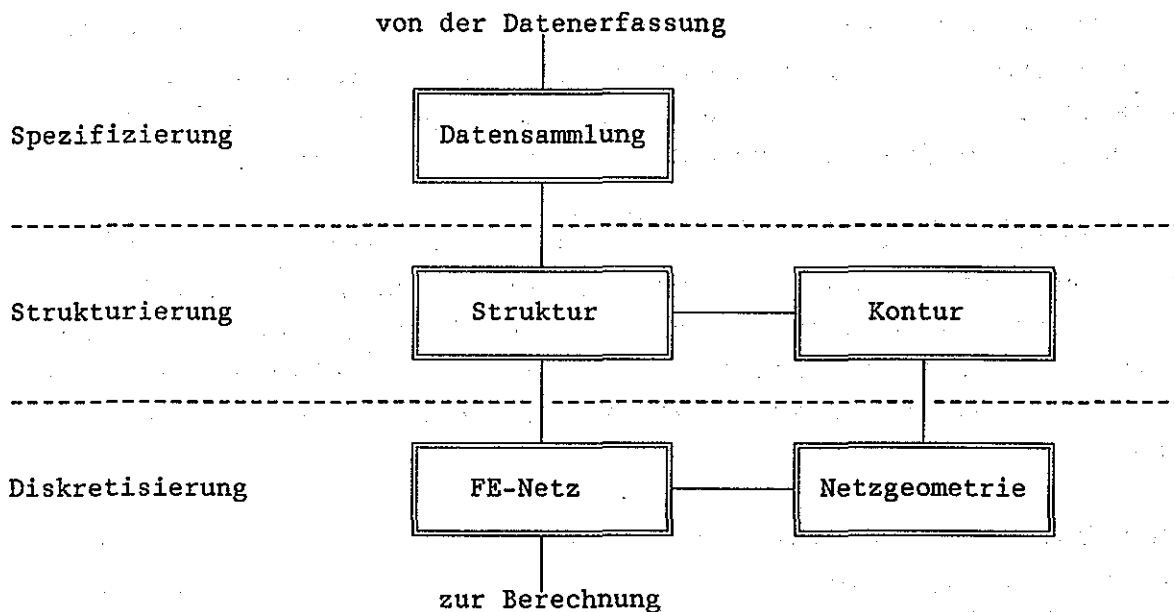 von der Datenerfassung
Spezifizierung
Datensammlung
Strukturierung
Struktur
Kontur
Diskretisierung
FE-Netz
Netzgeometrie
zur Berechnung